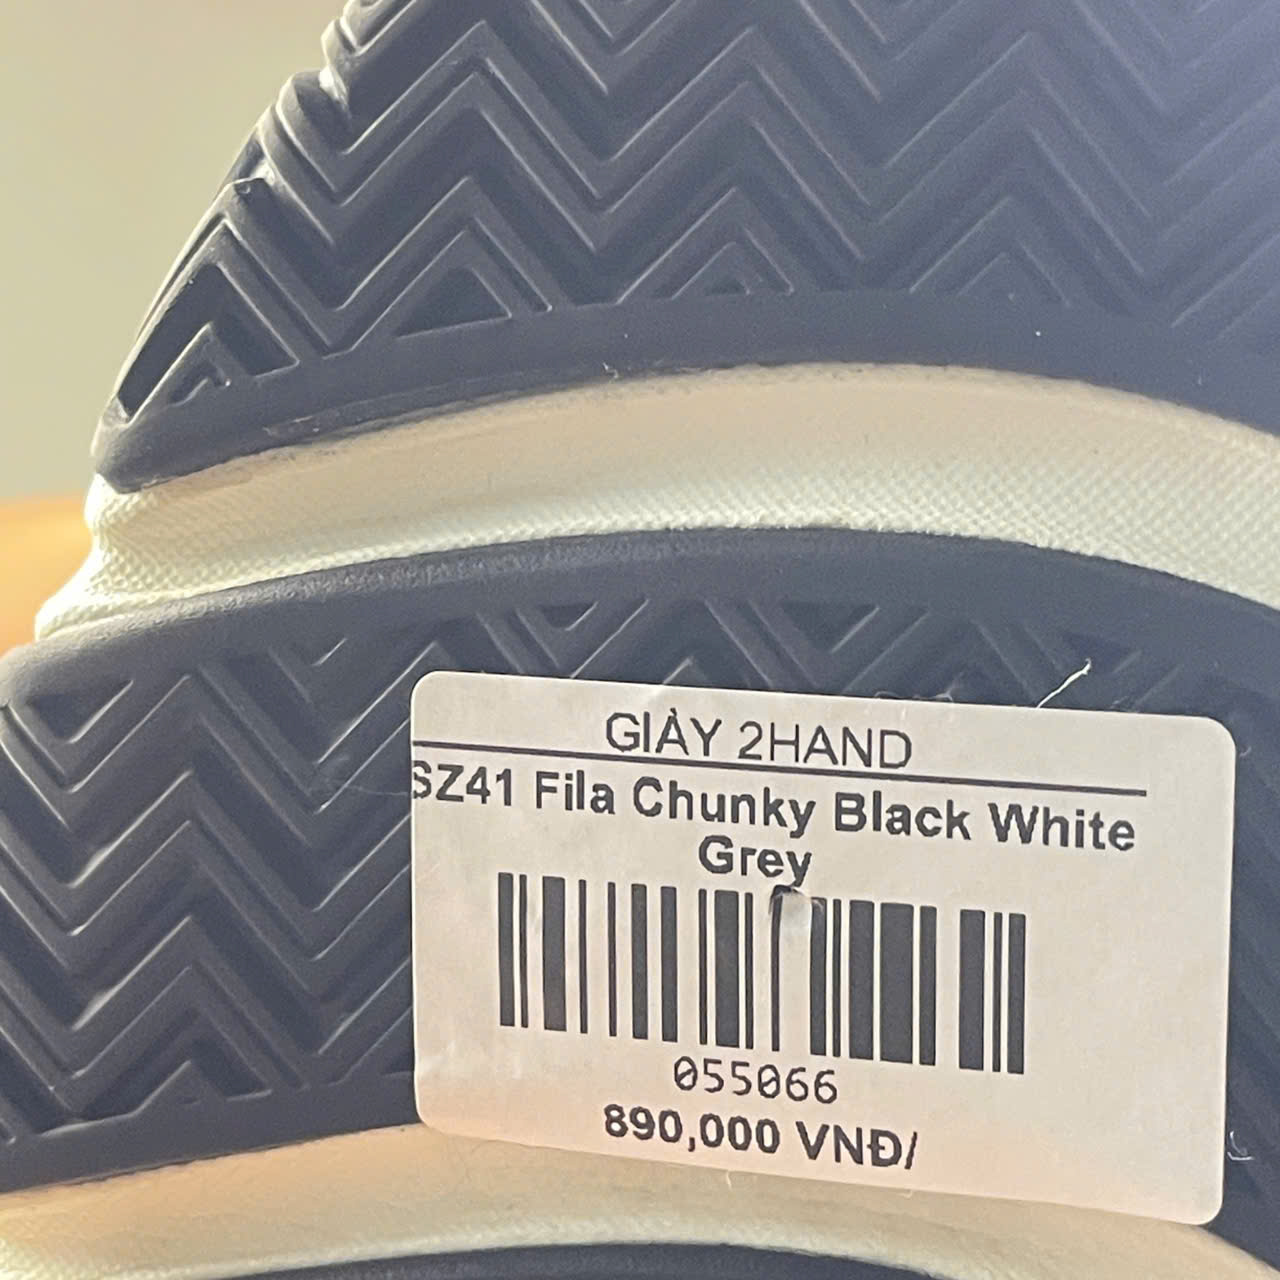 GIÀY 2HAND
SZ41 Fila Chunky Black White
Grey
055066
890,000 VNĐ/